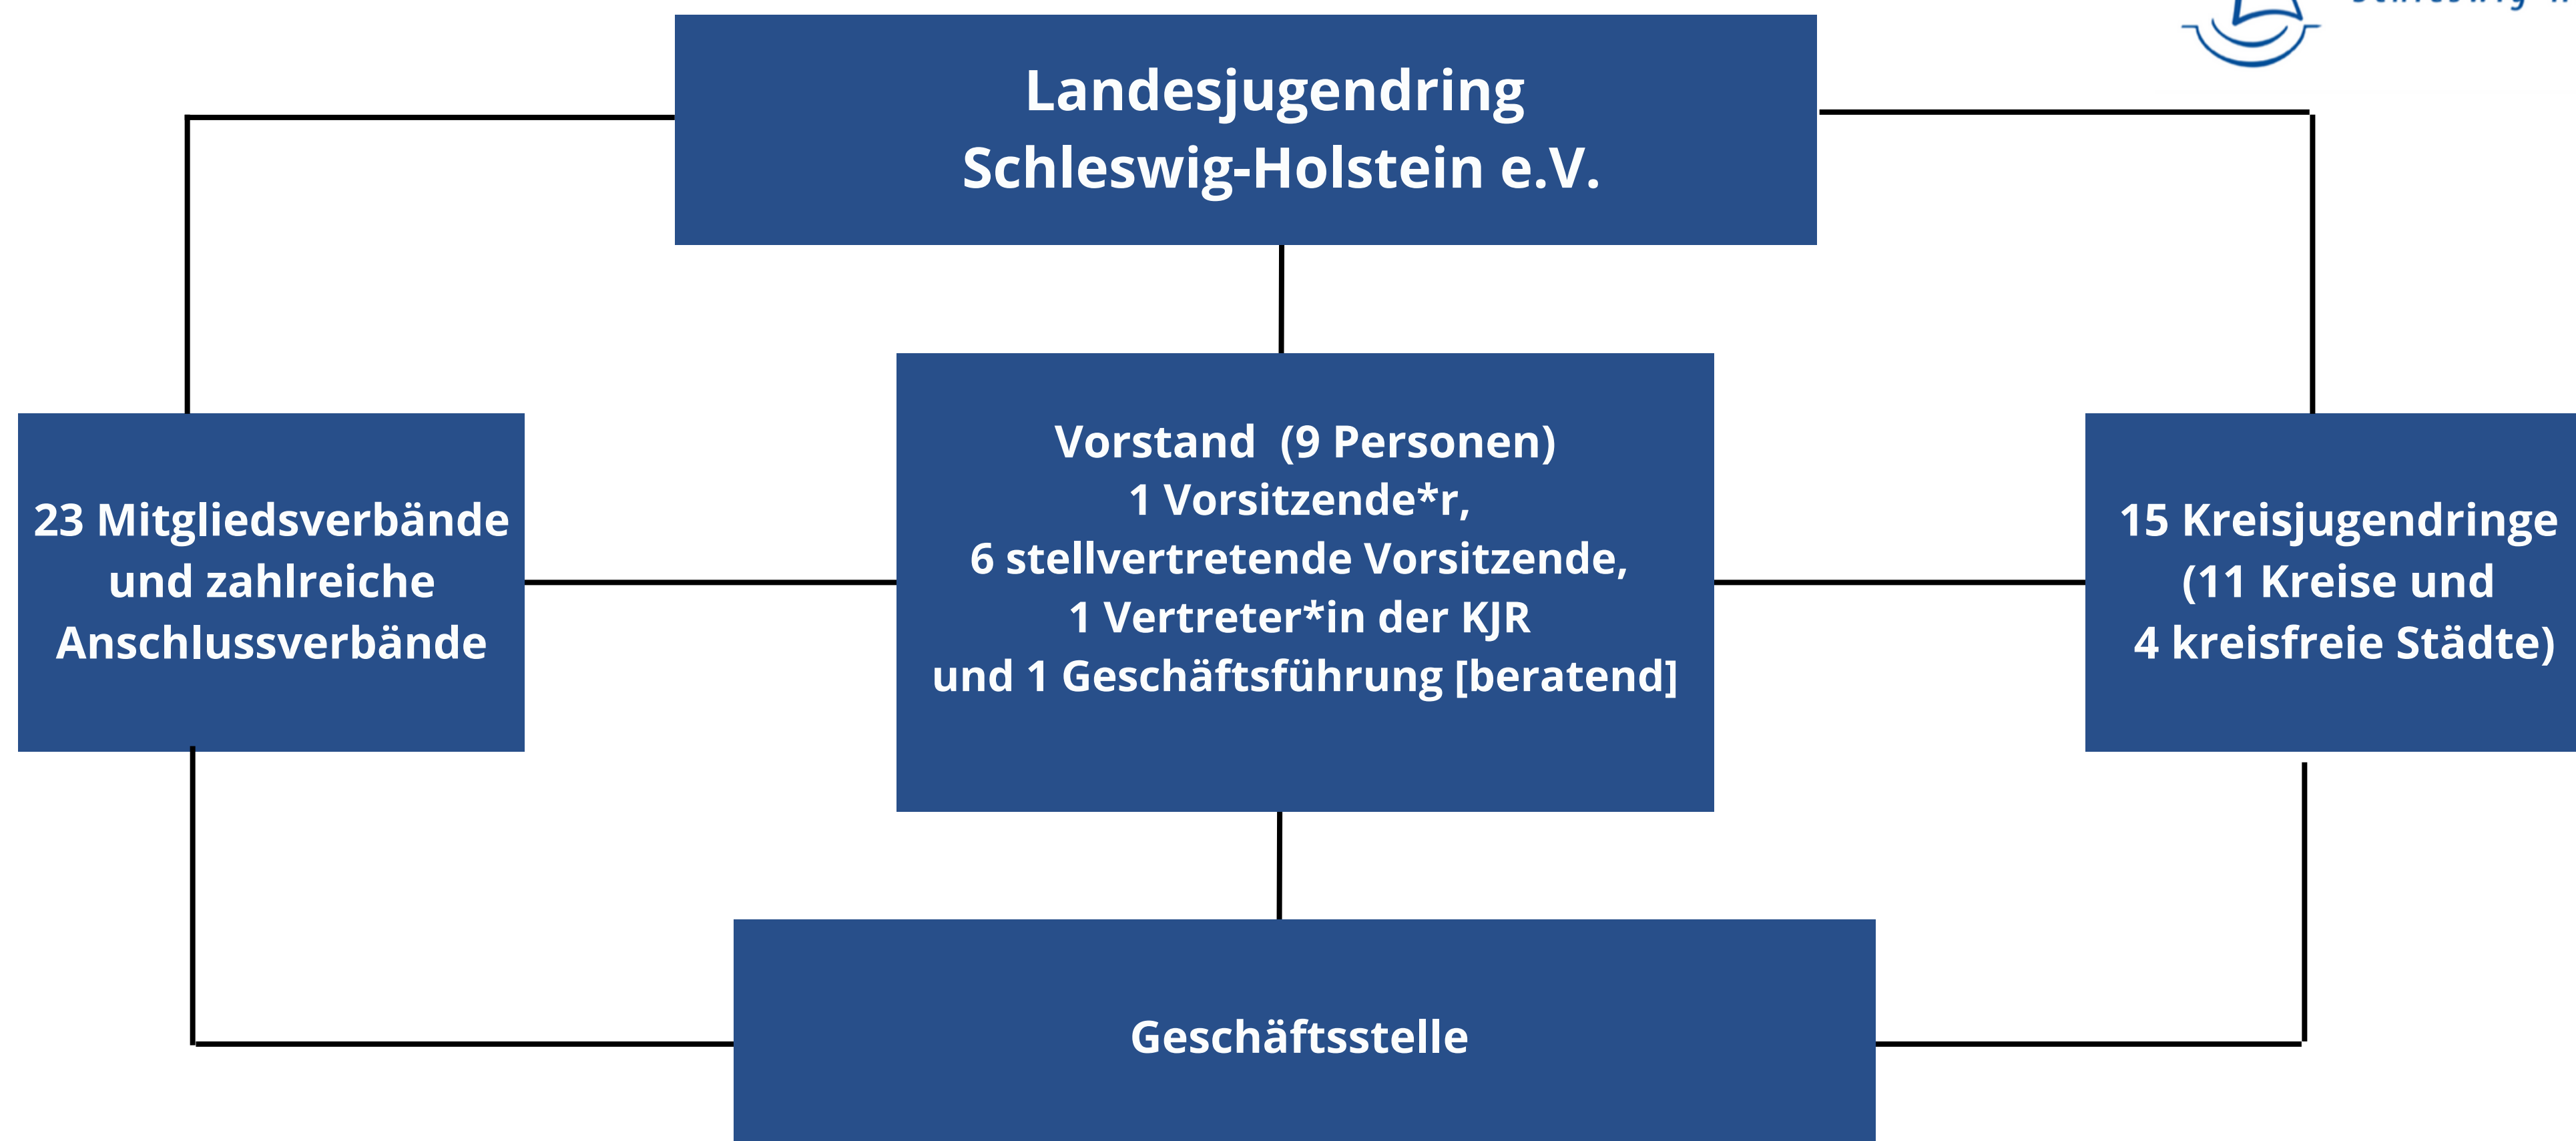 Landesjugendring
Schleswig-Holstein e.V.
23 Mitgliedsverbände
und zahlreiche
Anschlussverbände
Vorstand (9 Personen)
1 Vorsitzende*r,
6 stellvertretende Vorsitzende,
1 Vertreter*in der KJR
und 1 Geschäftsführung [beratend]
15 Kreisjugendringe
(11 Kreise und
4 kreisfreie Städte)
Geschäftsstelle